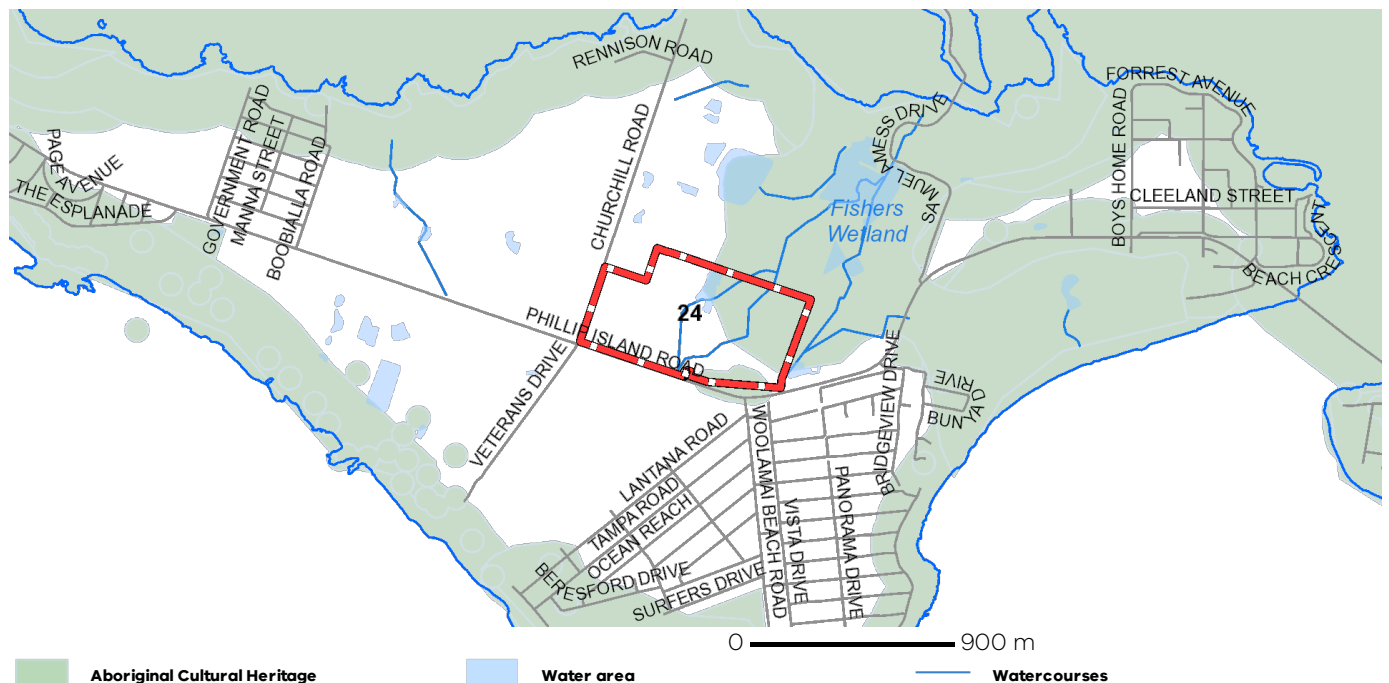 RENNISON ROAD
FORREST AVENUE
CHURCHILL ROAD
SAMUEL AMESS DRIVE
BOYS HOME ROAD
GOVERNMENT ROAD
MANNA STREET
BOOBIALLA ROAD
PAGE AVENUE
THE ESPLANADE
CLEELAND STREET
Fishers
Wetland
BEACH CRESCENT
24
PHILLIP ISLAND ROAD
VETERANS DRIVE
BRIDGEVIEW DRIVE
BUNYA DRIVE
LANTANA ROAD
TAMPA ROAD
OCEAN REACH
WOOLAMAI BEACH ROAD
VISTA DRIVE
PANORAMA DRIVE
BERESFORD DRIVE
SURFERS DRIVE
0 900 m
Aboriginal Cultural Heritage
Water area
Watercourses